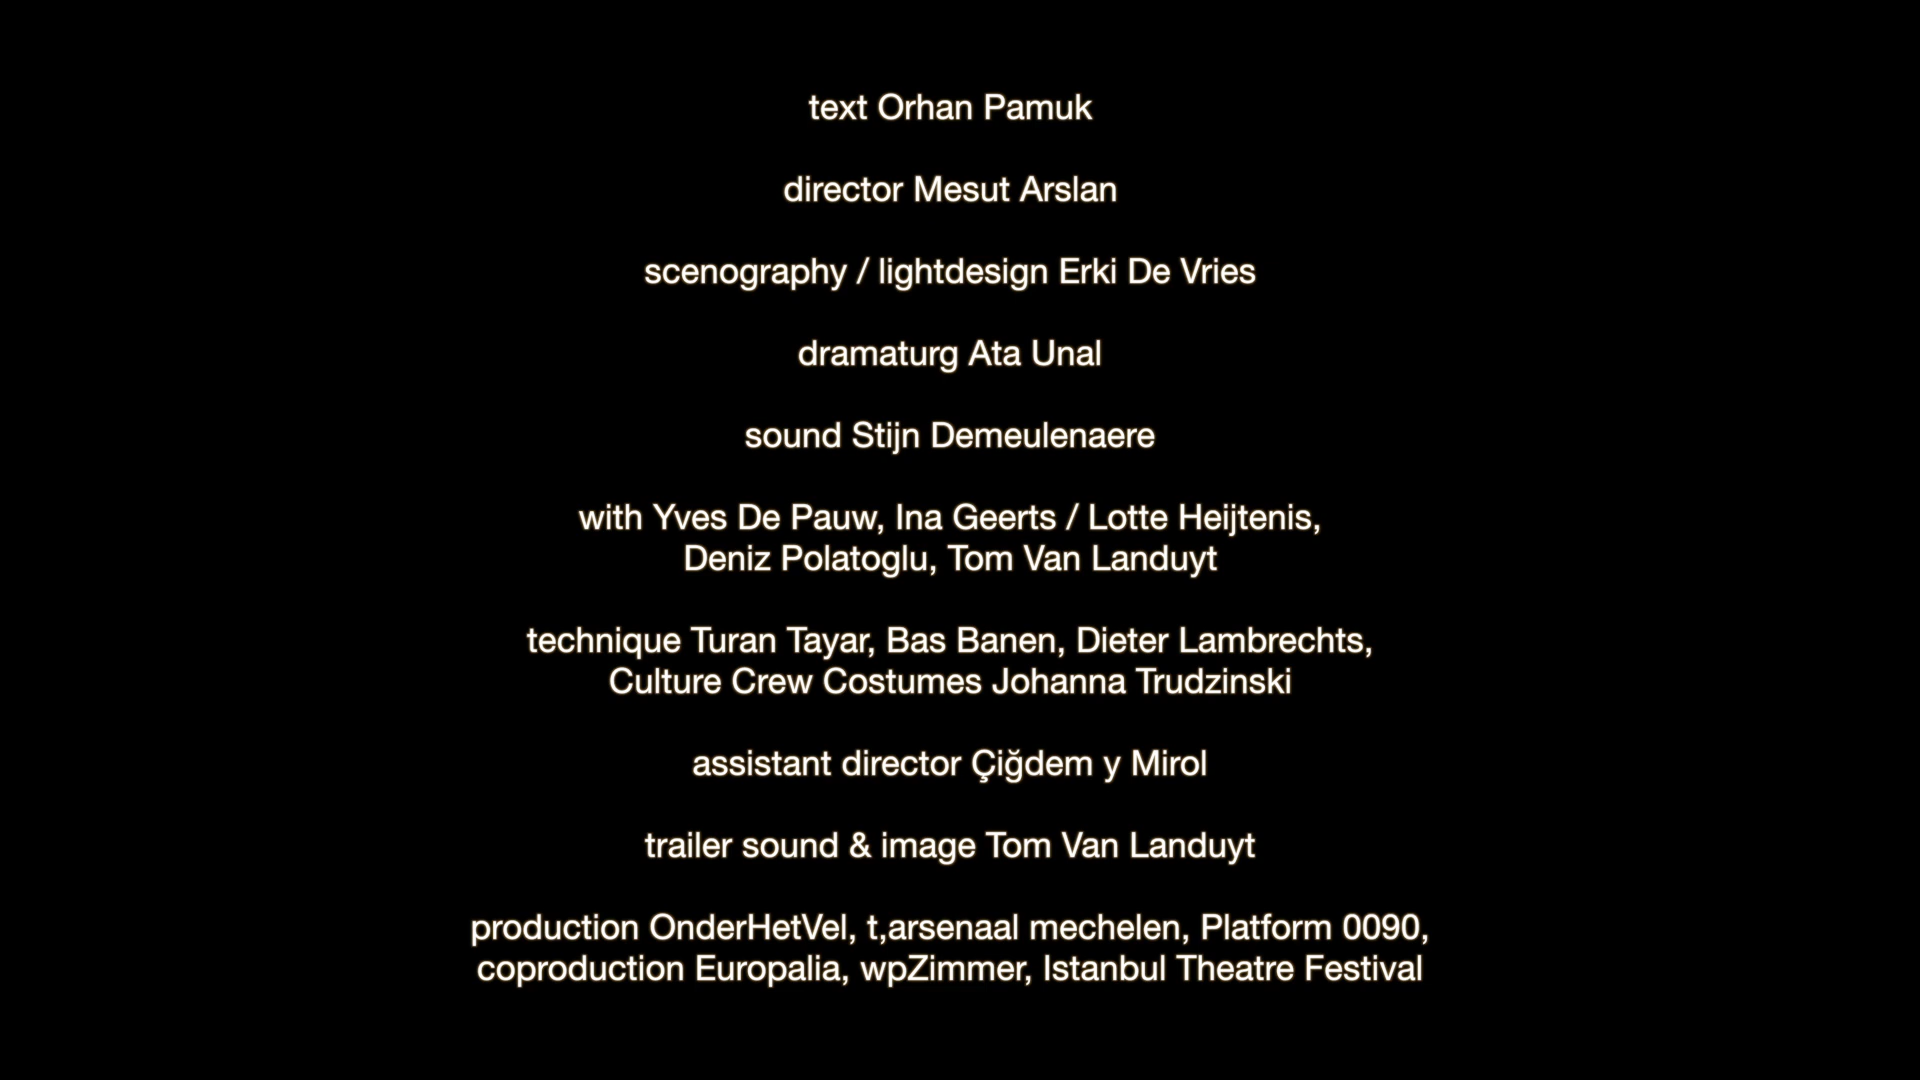 text Orhan Pamuk
director Mesut Arslan
scenography / lightdesign Erki De Vries
dramaturg Ata Unal
sound Stijn Demeulenaere
with Yves De Pauw, Ina Geerts / Lotte Heijtenis,
Deniz Polatoglu, Tom Van Landuyt
technique Turan Tayar, Bas Banen, Dieter Lambrechts,
Culture Crew Costumes Johanna Trudzinski
assistant director Çiğdem y Mirol
trailer sound & image Tom Van Landuyt
production OnderHetVel, t,arsenaal mechelen, Platform 0090,
coproduction Europalia, wpZimmer, Istanbul Theatre Festival